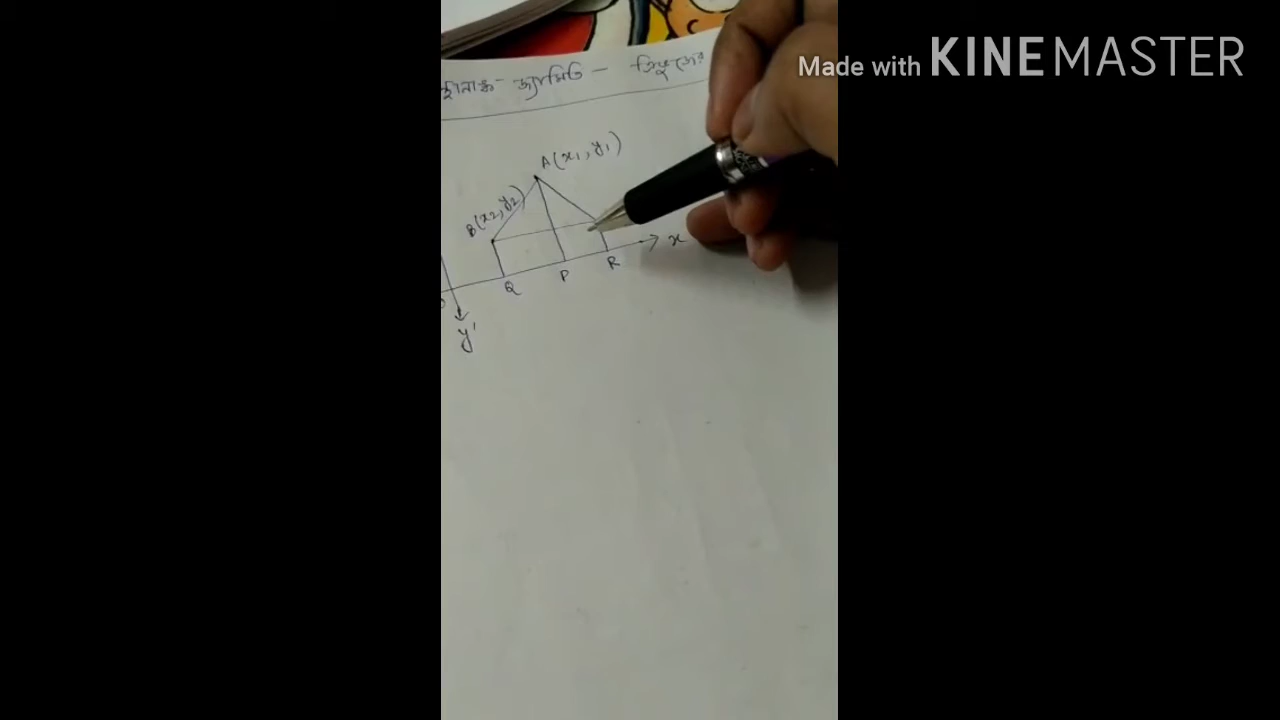 Made with KINEMASTER
স্থানাঙ্ক জ্যামিতি - ত্রিভুজের
A(x₁, y₁)
B(x₂, y₂)
x
Q P R
y'